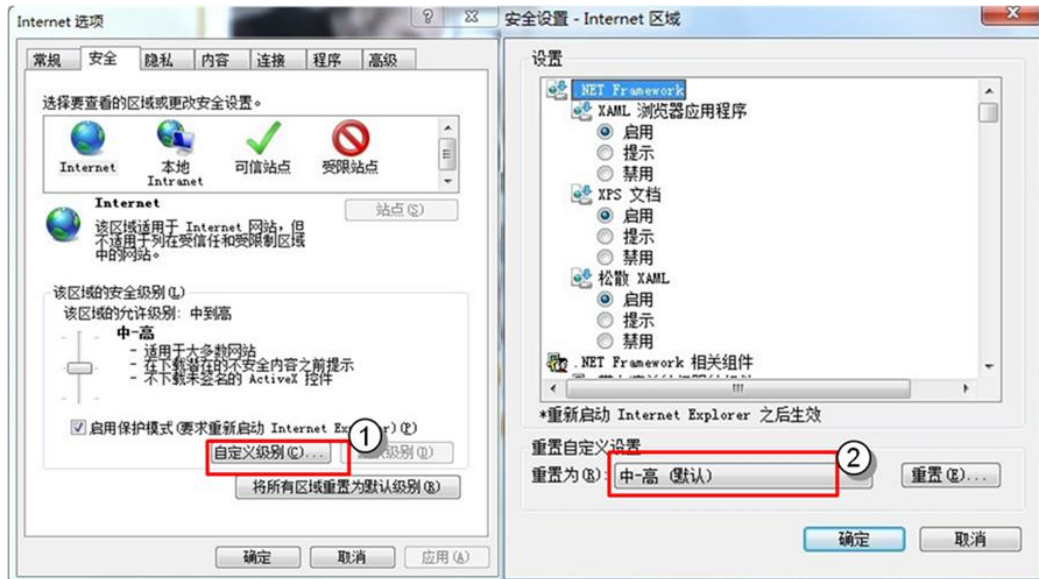 Internet 选项
常规 安全 隐私 内容 连接 程序 高级
选择要查看的区域或更改安全设置。
Internet 本地 Intranet 可信站点 受限站点
Internet
站点(S)
该区域适用于 Internet 网站，但
不适用于列在受信任和受限制区域
中的网站。
该区域的安全级别(L)
该区域的允许级别: 中到高
中-高
- 适用于大多数网站
- 在下载潜在的不安全内容之前提示
- 不下载未签名的 ActiveX 控件
启用保护模式(要求重新启动 Internet Explorer)(P)
1
自定义级别(C)... 级别(D)
将所有区域重置为默认级别(R)
确定 取消 应用(A)
安全设置 - Internet 区域
设置
.NET Framework
XAML 浏览器应用程序
启用
提示
禁用
XPS 文档
启用
提示
禁用
松散 XAML
启用
提示
禁用
.NET Framework 相关组件
*重新启动 Internet Explorer 之后生效
重置自定义设置
2
重置为(R): 中-高 (默认) 重置(E)...
确定 取消